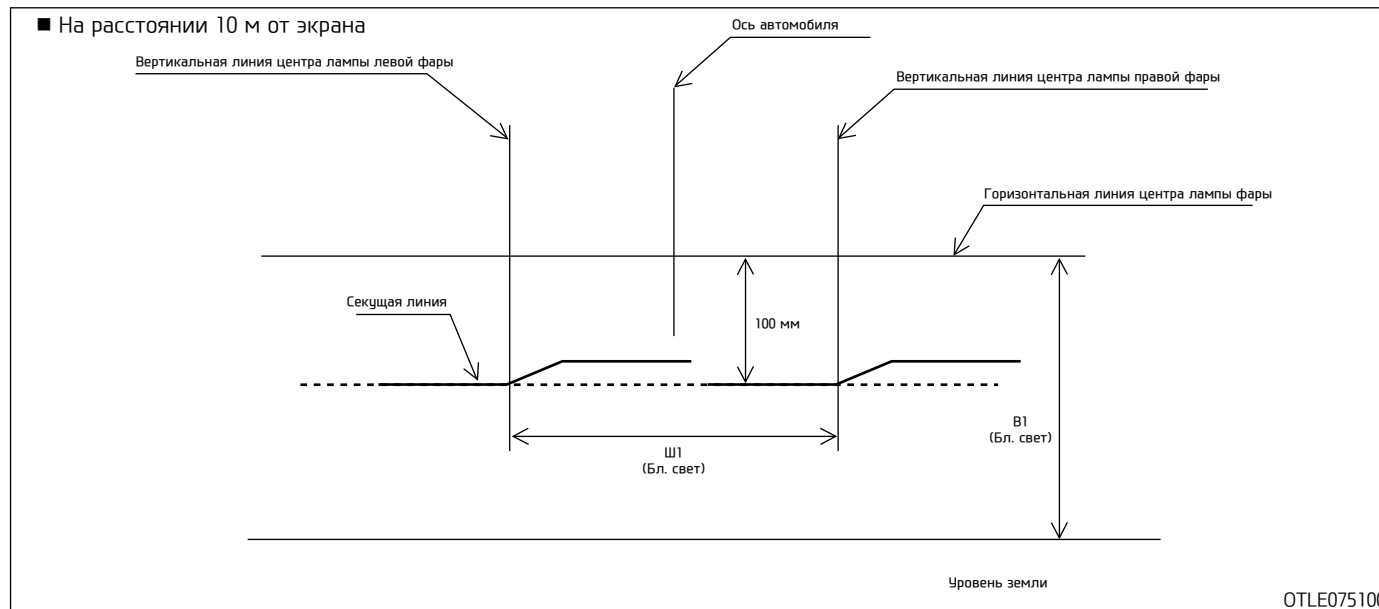 ■ На расстоянии 10 м от экрана
Ось автомобиля
Вертикальная линия центра лампы левой фары
Вертикальная линия центра лампы правой фары
Горизонтальная линия центра лампы фары
Секущая линия
100 мм
В1
(Бл. свет)
Ш1
(Бл. свет)
Уровень земли
OTLE075100